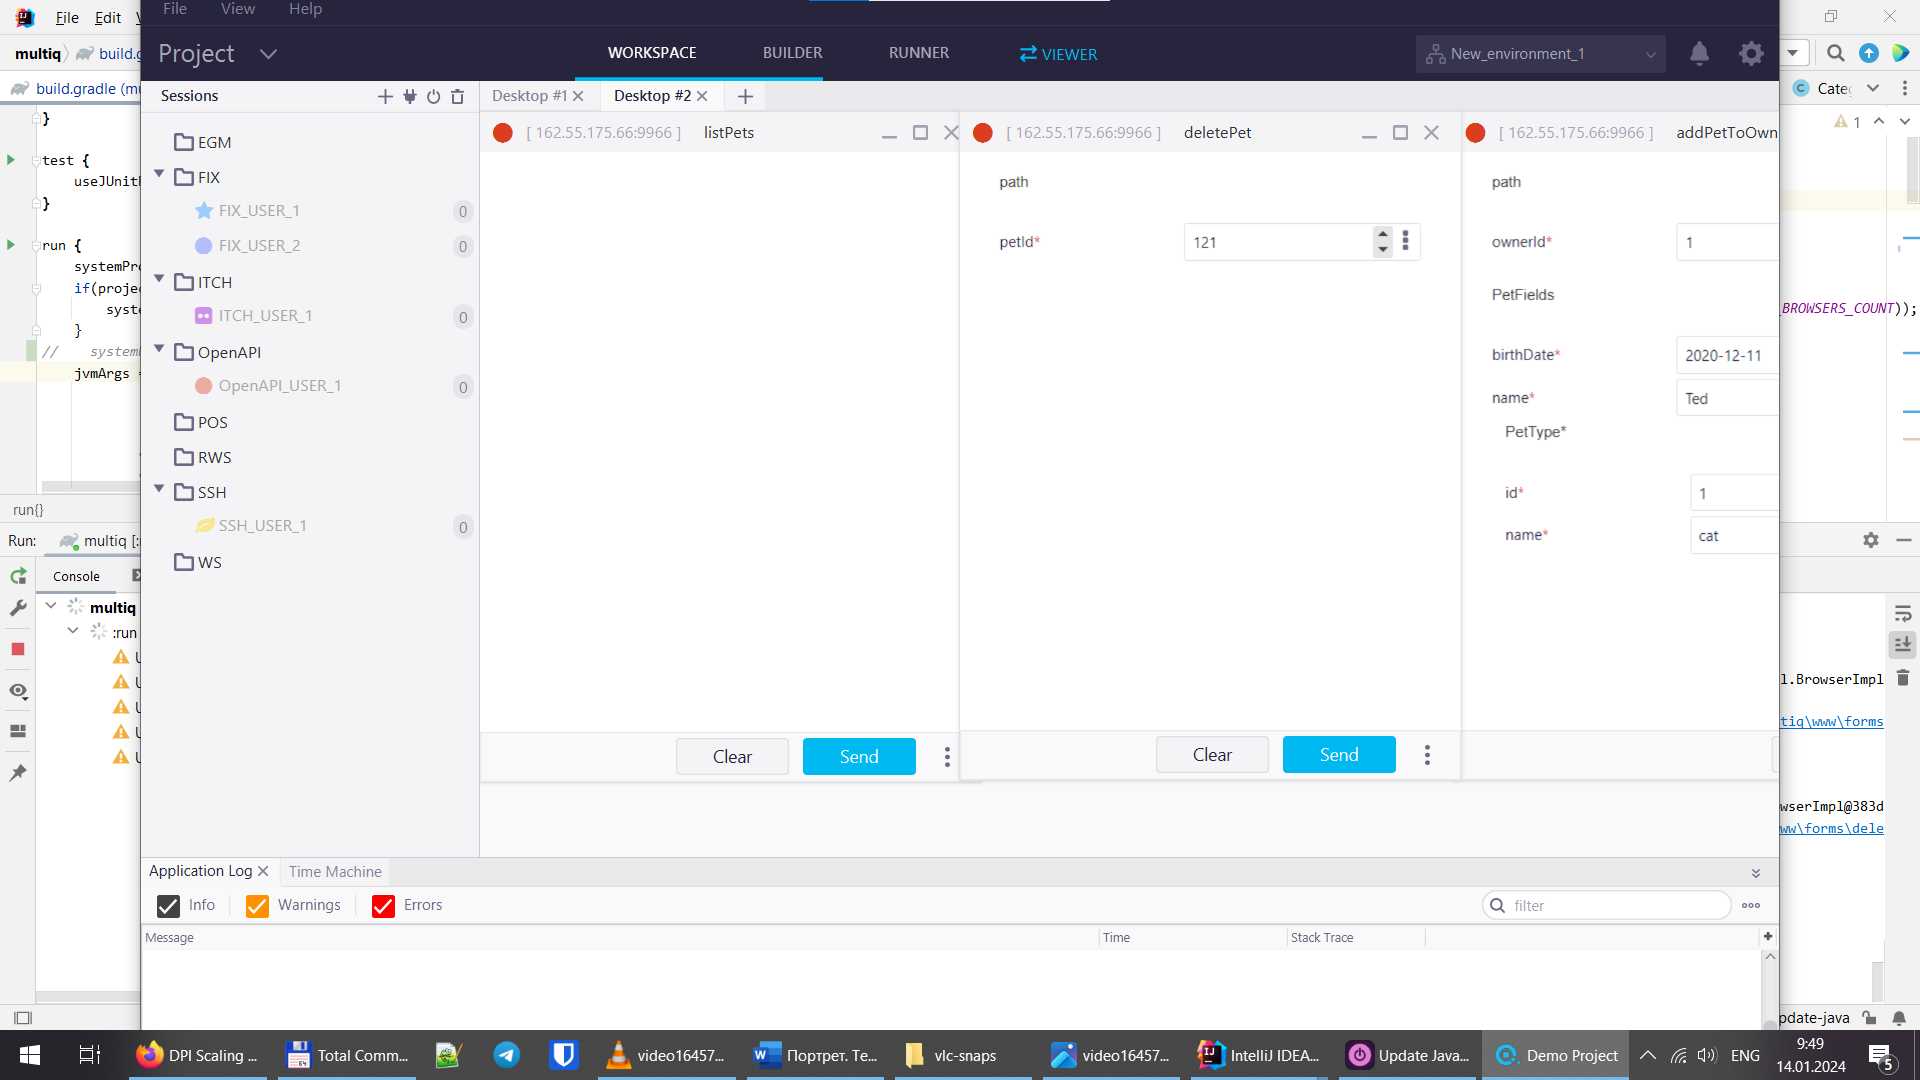 File Edit
File View Help
multiq build.g
Project
WORKSPACE BUILDER RUNNER VIEWER
New_environment_1
build.gradle (mu
Sessions
Desktop #1
Desktop #2
Categ
}
[ 162.55.175.66:9966 ] listPets
[ 162.55.175.66:9966 ] deletePet
[ 162.55.175.66:9966 ] addPetToOwn
1
EGM
test {
FIX
useJUnit
path
path
}
FIX_USER_1 0
run {
FIX_USER_2 0
petId* 121
ownerId* 1
systemPro
if(projec
ITCH
PetFields
syste
ITCH_USER_1 0
_BROWSERS_COUNT));
}
// system
OpenAPI
birthDate* 2020-12-11
jvmArgs =
OpenAPI_USER_1 0
name* Ted
POS
PetType*
RWS
SSH
id* 1
run{}
SSH_USER_1 0
name* cat
Run: multiq [:
WS
Console
multiq
:run
U
U
U
U
U
l.BrowserImpl
tiq\www\forms
Clear Send
Clear Send
wserImpl@383d
ww\forms\dele
Application Log Time Machine
Info Warnings Errors
filter
Message Time Stack Trace
pdate-java
DPI Scaling ...
Total Comm...
video16457...
Портрет. Те...
vlc-snaps
video16457...
IntelliJ IDEA...
Update Java...
Demo Project
ENG
9:49
14.01.2024
5